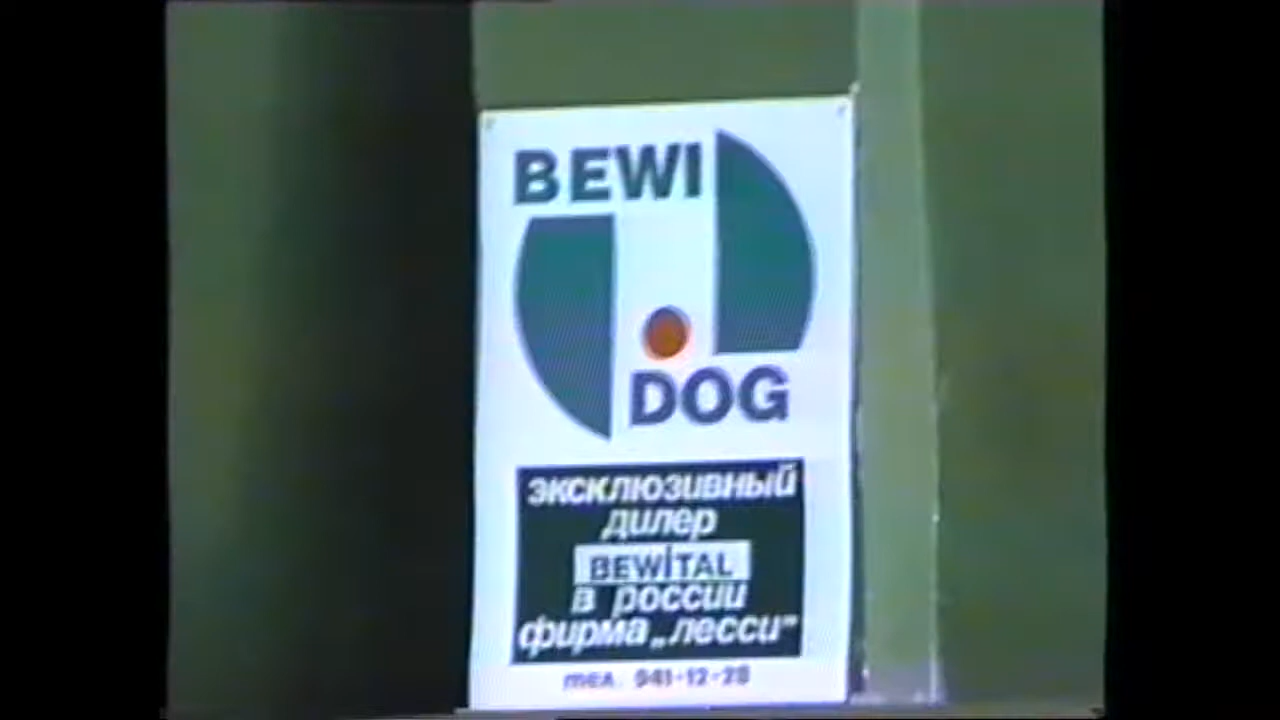 BEWI
DOG
эксклюзивный
дилер
BEWITAL
в россии
фирма „лесси”
тел. 941-12-28